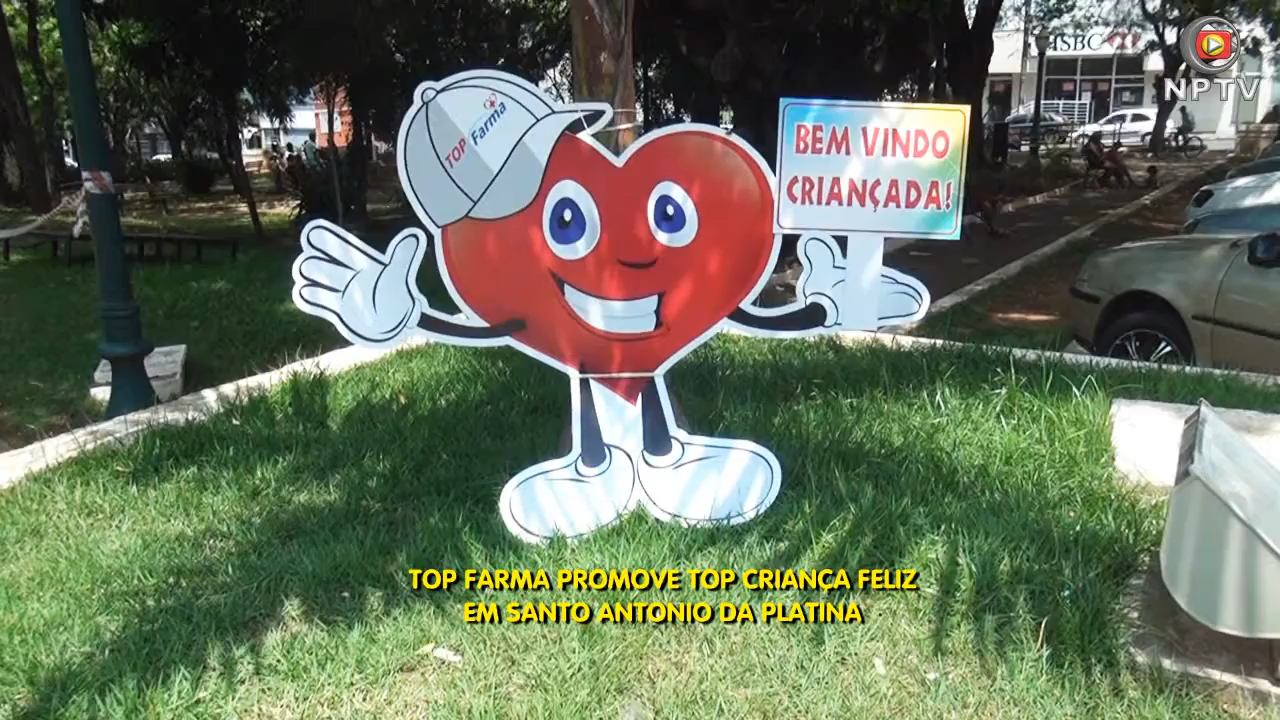 HSBC
NPTV
TOP Farma
BEM VINDO
CRIANÇADA!
TOP FARMA PROMOVE TOP CRIANÇA FELIZ
EM SANTO ANTONIO DA PLATINA